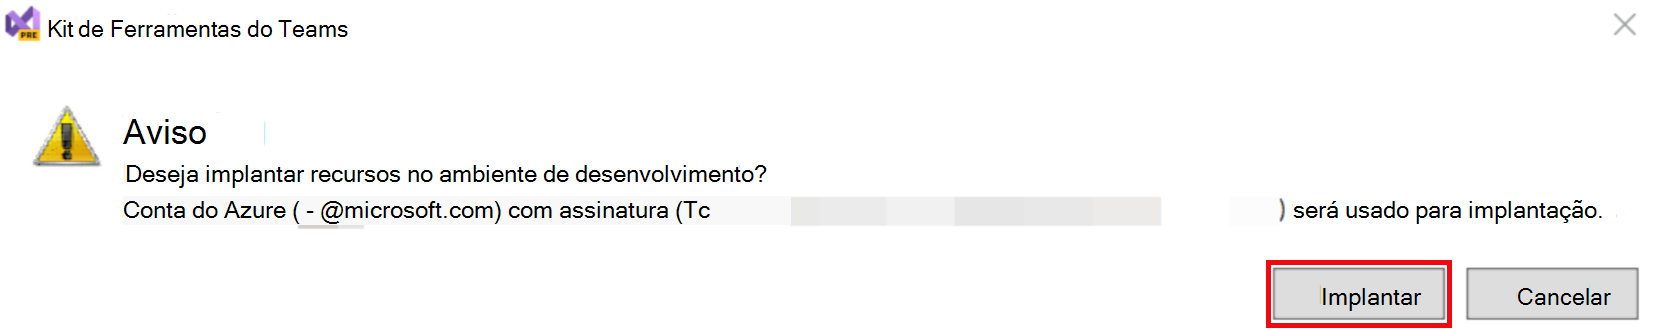 PRE
Kit de Ferramentas do Teams
Aviso
Deseja implantar recursos no ambiente de desenvolvimento?
Conta do Azure ( - @microsoft.com) com assinatura (Tc ) será usado para implantação.
Implantar
Cancelar